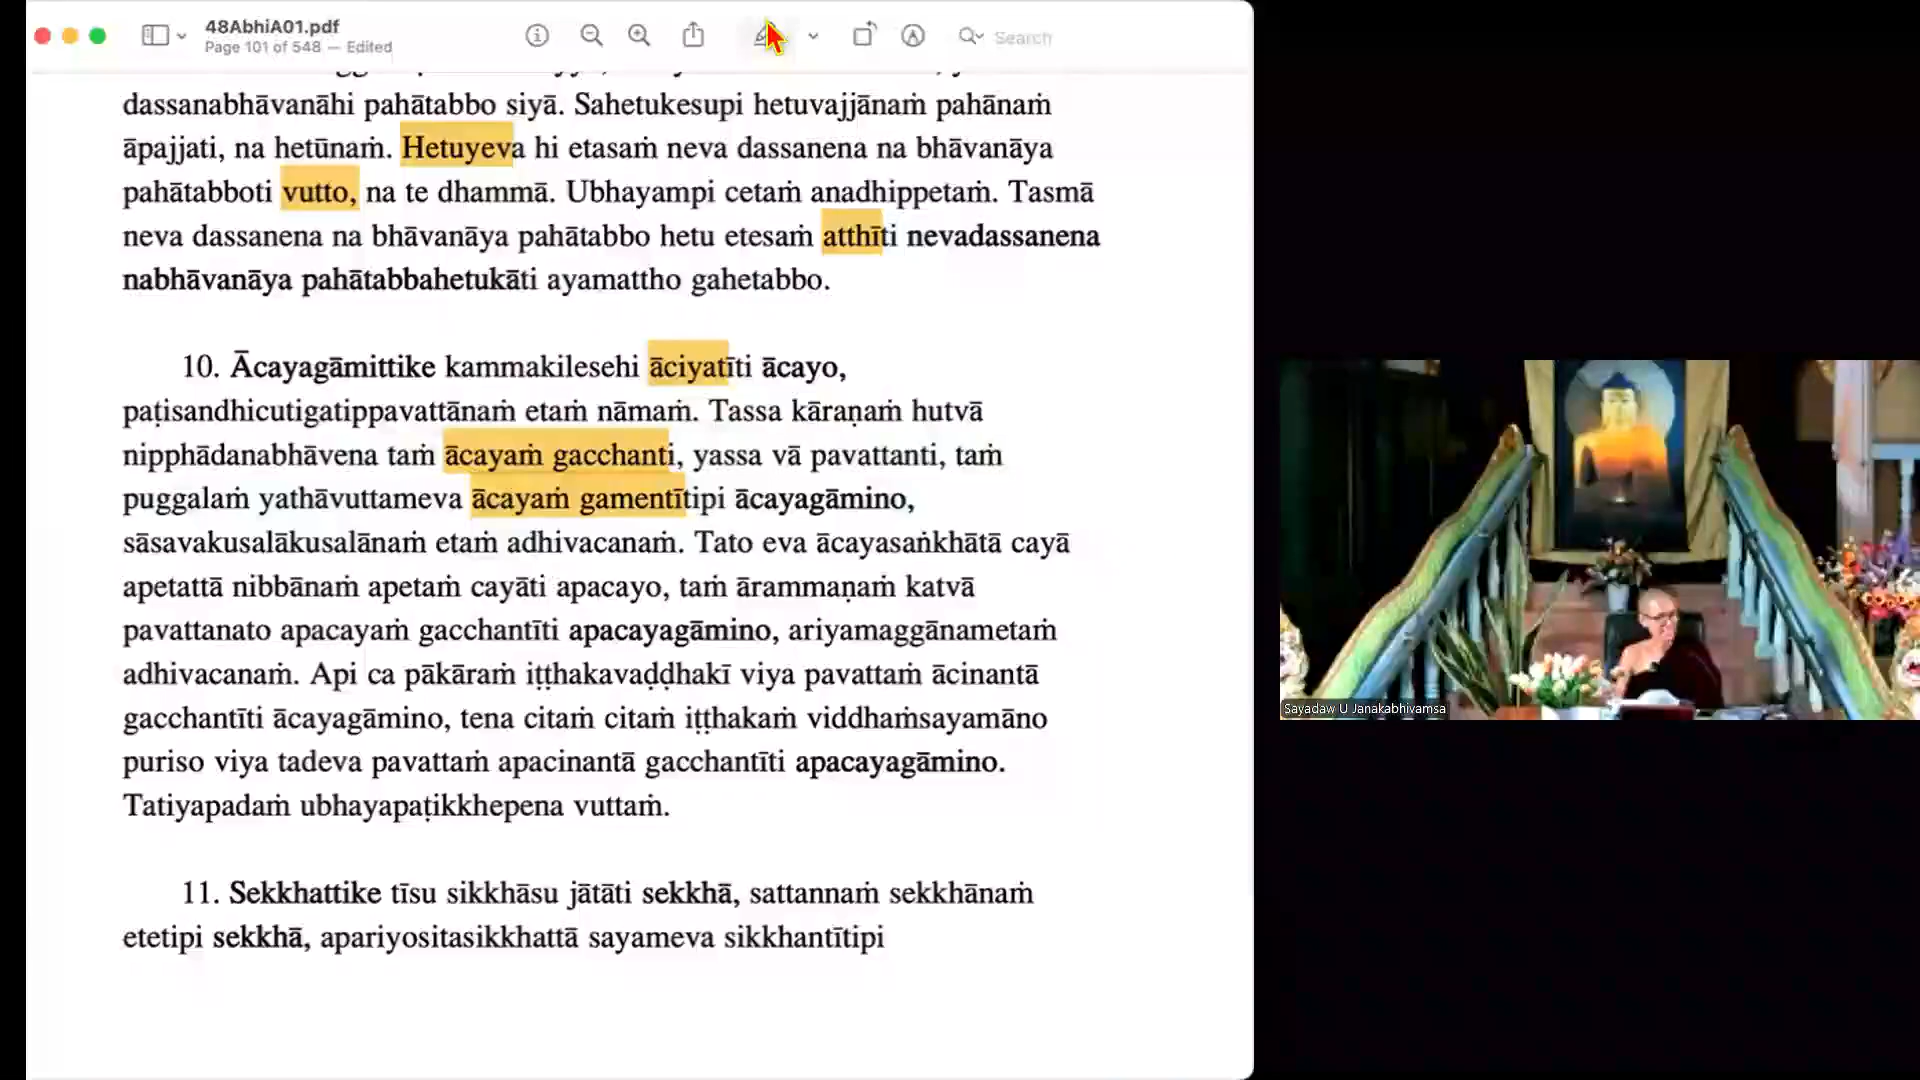 48AbhiA01.pdf
Page 101 of 548 — Edited
Search
dassanabhāvanāhi pahātabbo siyā. Sahetukesupi hetuvajjānaṁ pahānaṁ
āpajjati, na hetūnaṁ. Hetuyeva hi etasaṁ neva dassanena na bhāvanāya
pahātabboti vutto, na te dhammā. Ubhayampi cetaṁ anadhippetaṁ. Tasmā
neva dassanena na bhāvanāya pahātabbo hetu etesaṁ atthīti nevadassanena
nabhāvanāya pahātabbahetukāti ayamattho gahetabbo.
10. Ācayagāmittike kammakilesehi āciyatīti ācayo,
paṭisandhicutigatippavattānaṁ etaṁ nāmaṁ. Tassa kāraṇaṁ hutvā
nipphādanabhāvena taṁ ācayaṁ gacchanti, yassa vā pavattanti, taṁ
puggalaṁ yathāvuttameva ācayaṁ gamentītipi ācayagāmino,
sāsavakusalākusalānaṁ etaṁ adhivacanaṁ. Tato eva ācayasaṅkhātā cayā
apetattā nibbānaṁ apetaṁ cayāti apacayo, taṁ ārammaṇaṁ katvā
pavattanato apacayaṁ gacchantīti apacayagāmino, ariyamaggānametaṁ
adhivacanaṁ. Api ca pākāraṁ iṭṭhakavaḍḍhakī viya pavattaṁ ācinantā
gacchantīti ācayagāmino, tena citaṁ citaṁ iṭṭhakaṁ viddhaṁsayamāno
puriso viya tadeva pavattaṁ apacinantā gacchantīti apacayagāmino.
Tatiyapadaṁ ubhayapaṭikkhepena vuttaṁ.
11. Sekkhattike tīsu sikkhāsu jātāti sekkhā, sattannaṁ sekkhānaṁ
etetipi sekkhā, apariyositasikkhattā sayameva sikkhantītipi
Sayadaw U Janakabhivamsa